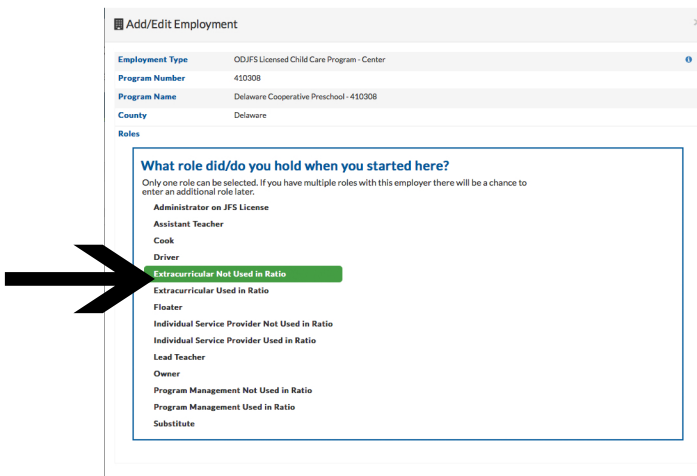 Add/Edit Employment
Employment Type ODJFS Licensed Child Care Program - Center
Program Number 410308
Program Name Delaware Cooperative Preschool - 410308
County Delaware
Roles
What role did/do you hold when you started here?
Only one role can be selected. If you have multiple roles with this employer there will be a chance to
enter an additional role later.
Administrator on JFS License
Assistant Teacher
Cook
Driver
Extracurricular Not Used in Ratio
Extracurricular Used in Ratio
Floater
Individual Service Provider Not Used in Ratio
Individual Service Provider Used in Ratio
Lead Teacher
Owner
Program Management Not Used in Ratio
Program Management Used in Ratio
Substitute